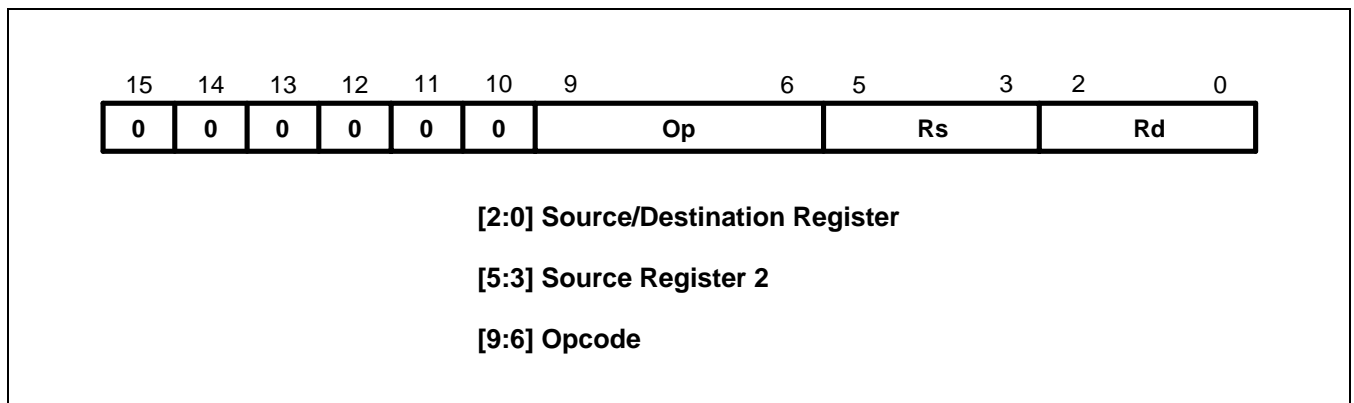 15 14 13 12 11 10 9 6 5 3 2 0
0 0 0 0 0 0 Op Rs Rd
[2:0] Source/Destination Register
[5:3] Source Register 2
[9:6] Opcode